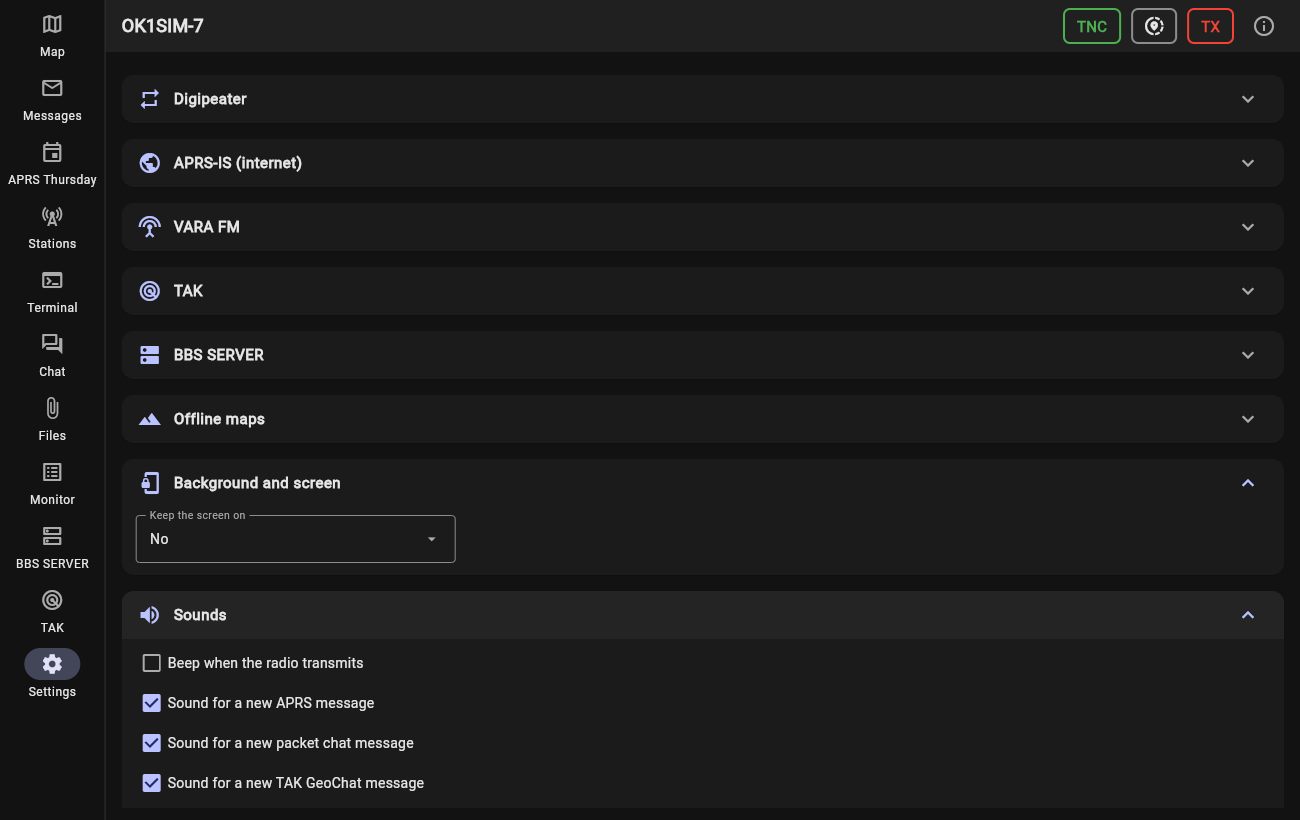 OK1SIM-7
TNC
TX
Map
Messages
APRS Thursday
Stations
Terminal
Chat
Files
Monitor
BBS SERVER
TAK
Settings
Digipeater
APRS-IS (internet)
VARA FM
TAK
BBS SERVER
Offline maps
Background and screen
Keep the screen on
No
Sounds
Beep when the radio transmits
Sound for a new APRS message
Sound for a new packet chat message
Sound for a new TAK GeoChat message